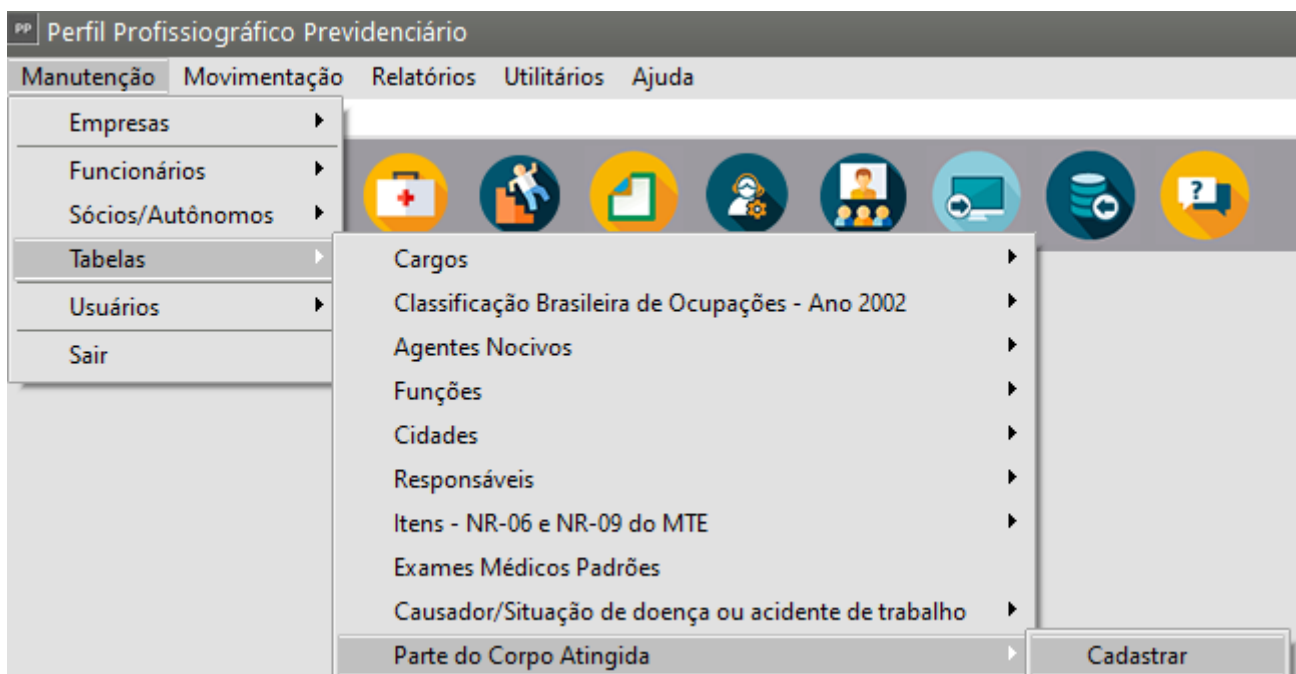 PP Perfil Profissiográfico Previdenciário
Manutenção Movimentação Relatórios Utilitários Ajuda
Empresas
Funcionários
Sócios/Autônomos
Tabelas
Usuários
Sair
?
Cargos
Classificação Brasileira de Ocupações - Ano 2002
Agentes Nocivos
Funções
Cidades
Responsáveis
Itens - NR-06 e NR-09 do MTE
Exames Médicos Padrões
Causador/Situação de doença ou acidente de trabalho
Parte do Corpo Atingida
Cadastrar